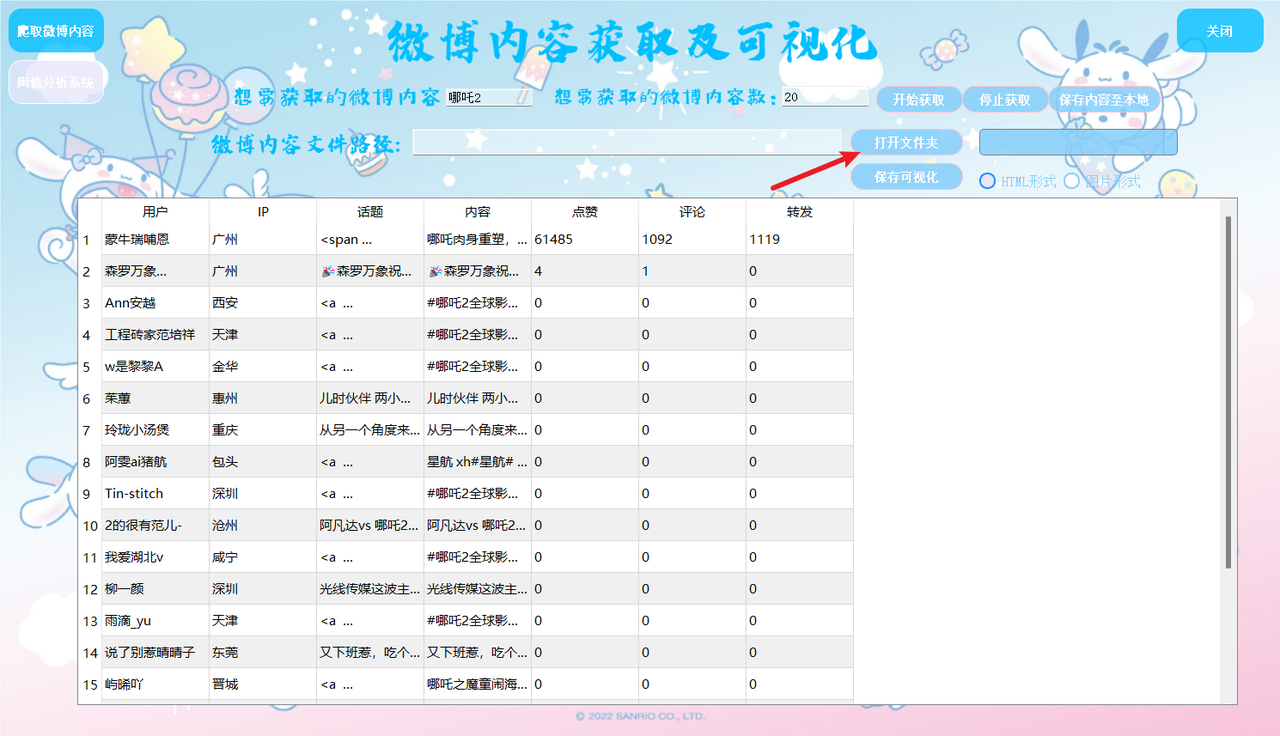 爬取微博内容
微博内容获取及可视化
关闭
舆情分析系统
想要获取的微博内容 哪吒2 想要获取的微博内容数: 20 开始获取 停止获取 保存内容至本地
微博内容文件路径: 打开文件夹
保存可视化 HTML形式 图片形式
用户 IP 话题 内容 点赞 评论 转发
1 蒙牛瑞哺恩 广州 <span ... 哪吒肉身重塑，... 61485 1092 1119
2 森罗万象... 广州 🎉森罗万象祝... 🎉森罗万象祝... 4 1 0
3 Ann安越 西安 <a ... #哪吒2全球影... 0 0 0
4 工程砖家范培祥 天津 <a ... #哪吒2全球影... 0 0 0
5 w是黎黎A 金华 <a ... #哪吒2全球影... 0 0 0
6 茱蕙 惠州 儿时伙伴 两小... 儿时伙伴 两小... 0 0 0
7 玲珑小汤煲 重庆 从另一个角度来... 从另一个角度来... 0 0 0
8 阿雯ai猪航 包头 <a ... 星航 xh#星航# ... 0 0 0
9 Tin-stitch 深圳 <a ... #哪吒2全球影... 0 0 0
10 2的很有范儿- 沧州 阿凡达vs 哪吒2... 阿凡达vs 哪吒2... 0 0 0
11 我爱湖北v 咸宁 <a ... #哪吒2全球影... 0 0 0
12 柳一颜 深圳 光线传媒这波主... 光线传媒这波主... 0 0 0
13 雨滴_yu 天津 <a ... #哪吒2全球影... 0 0 0
14 说了别惹晴晴子 东莞 又下班惹，吃个... 又下班惹，吃个... 0 0 0
15 屿晞吖 晋城 <a ... 哪吒之魔童闹海... 0 0 0
© 2022 SANRIO CO., LTD.